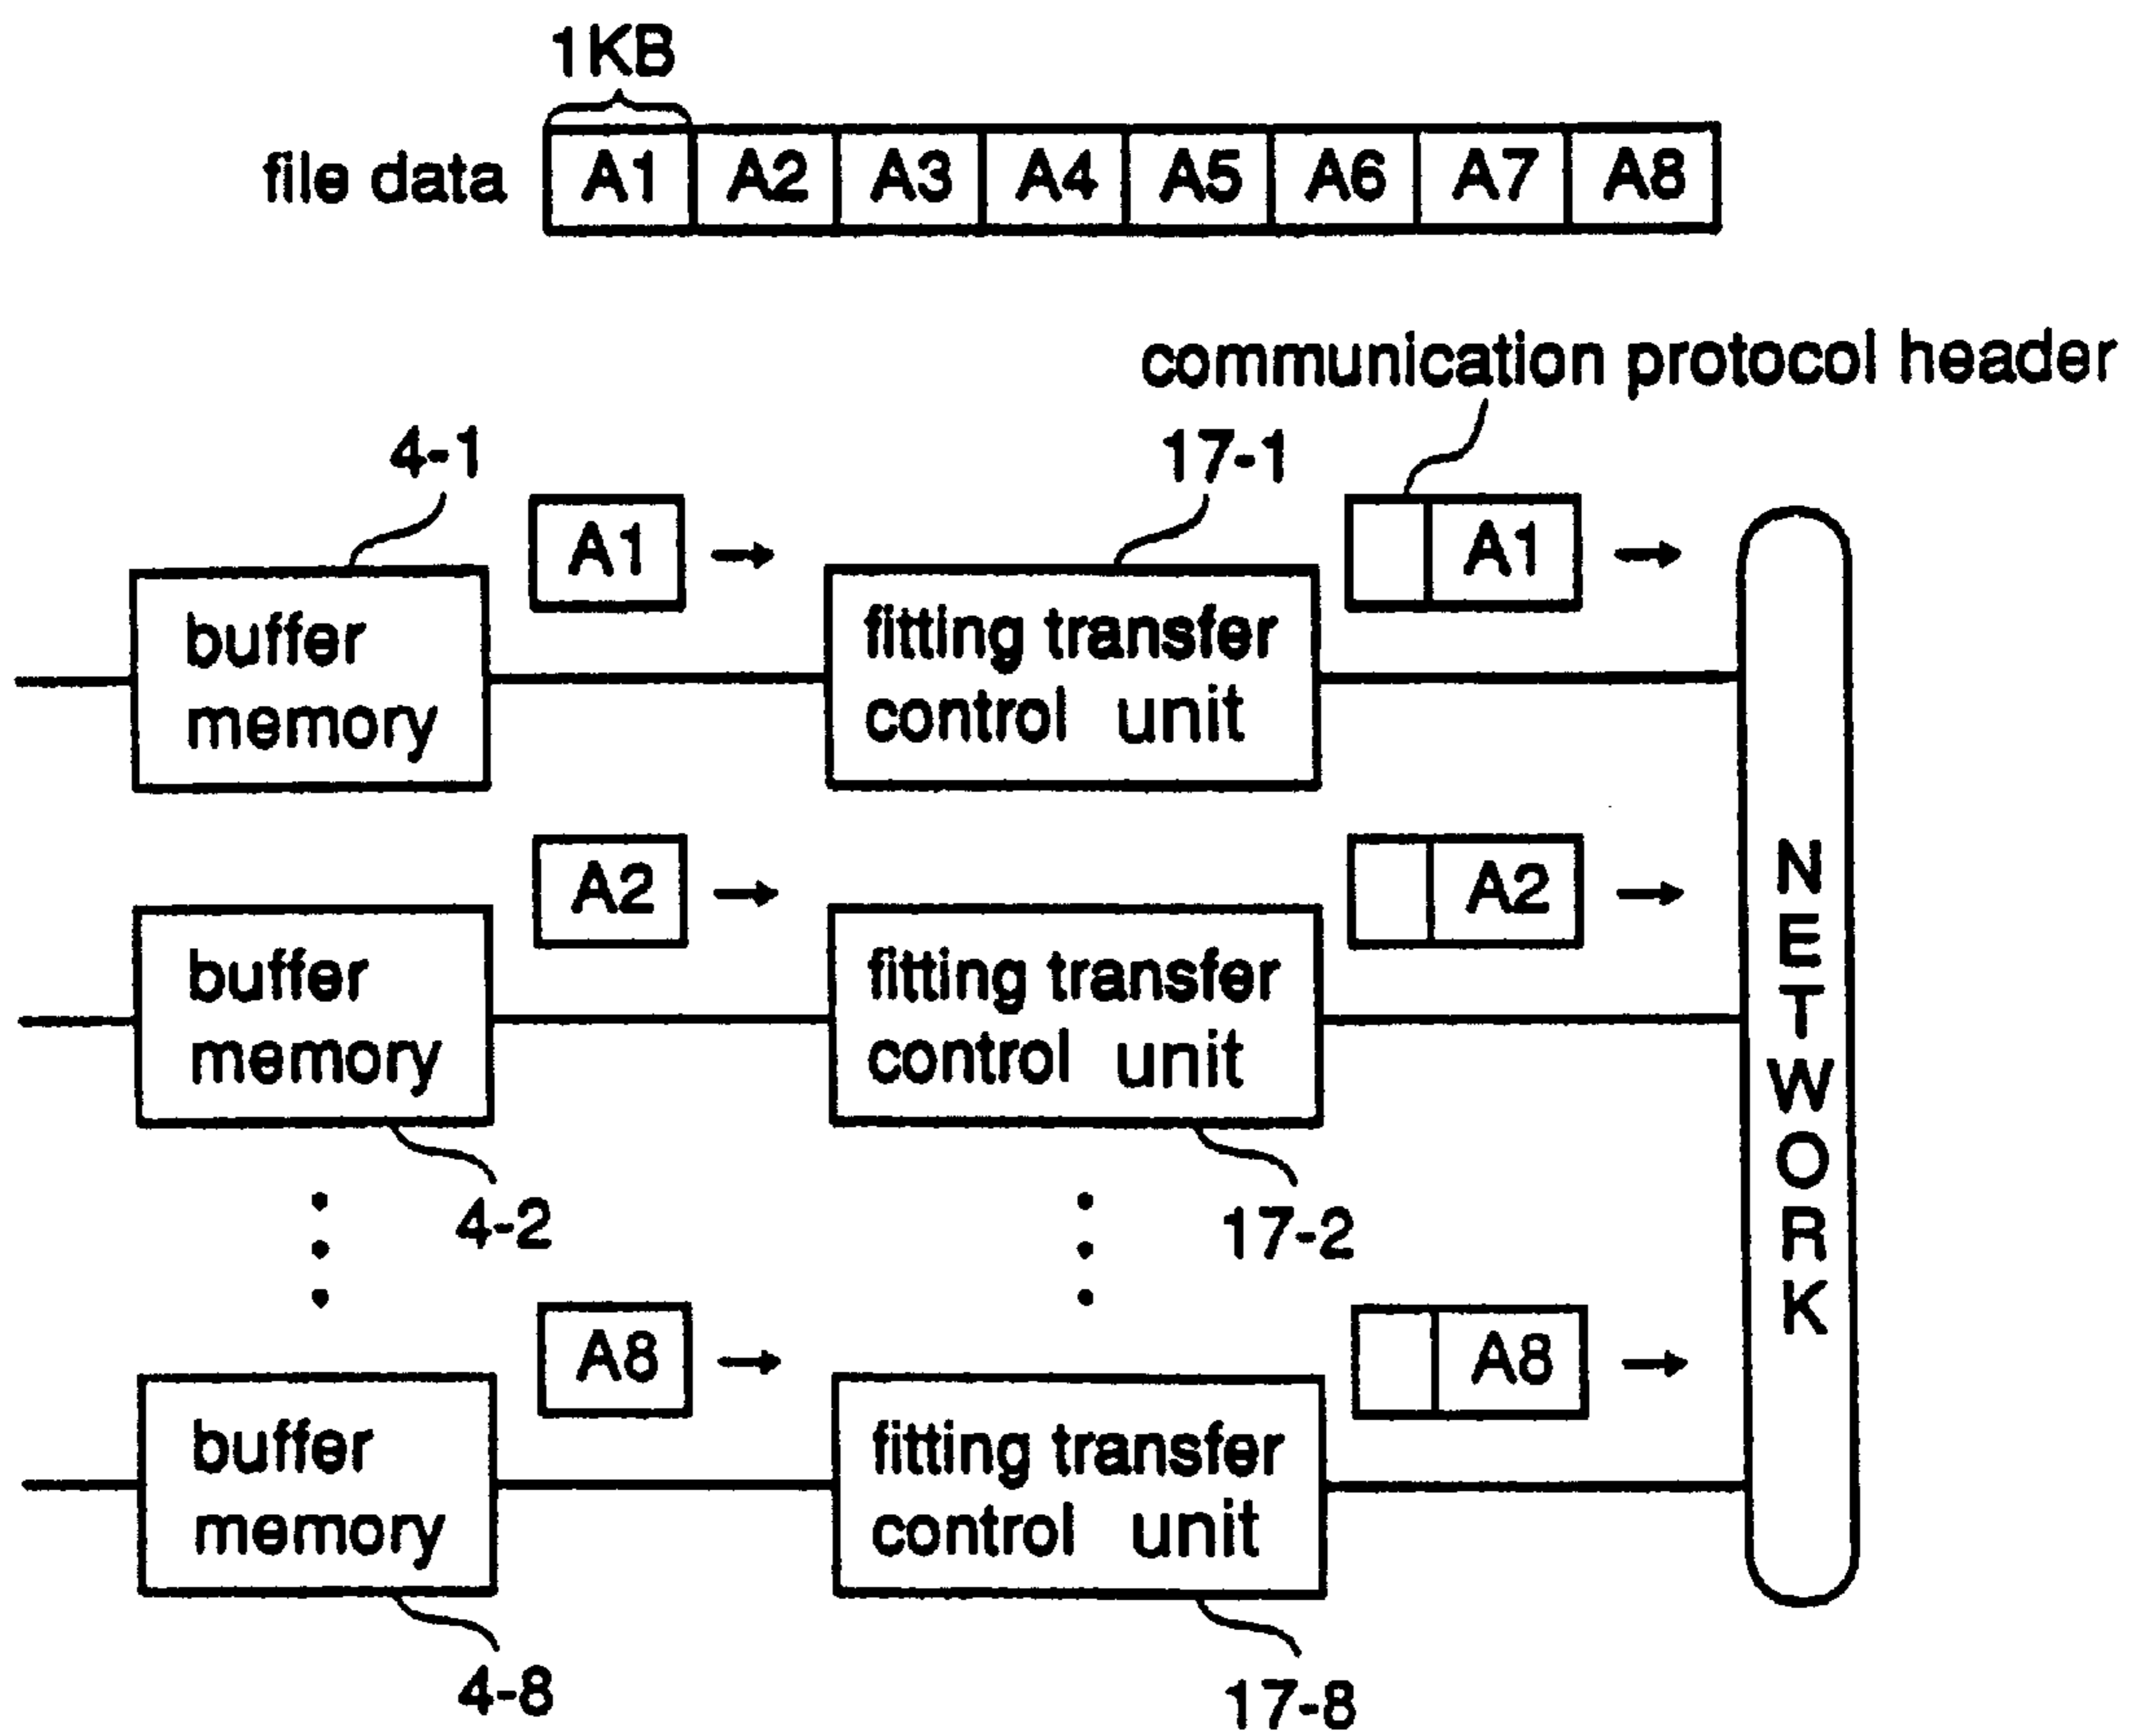 1KB
file data A1 A2 A3 A4 A5 A6 A7 A8
communication protocol header
4-1 17-1
A1 A1
buffer memory
fitting transfer control unit
A2 A2
buffer memory
fitting transfer control unit
4-2 17-2
A8 A8
buffer memory
fitting transfer control unit
4-8 17-8
NETWORK